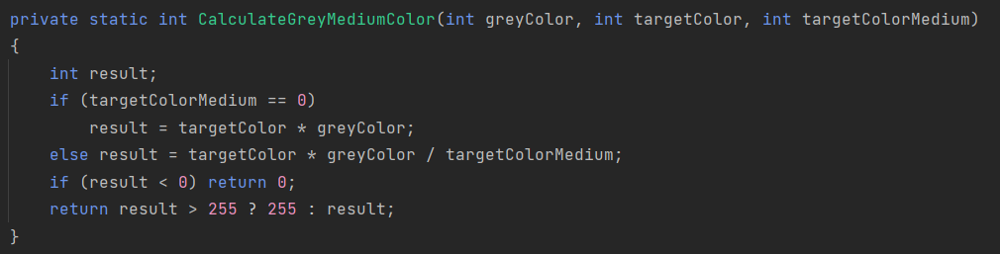 private static int CalculateGreyMediumColor(int greyColor, int targetColor, int targetColorMedium)
{
    int result;
    if (targetColorMedium == 0)
        result = targetColor * greyColor;
    else result = targetColor * greyColor / targetColorMedium;
    if (result < 0) return 0;
    return result > 255 ? 255 : result;
}